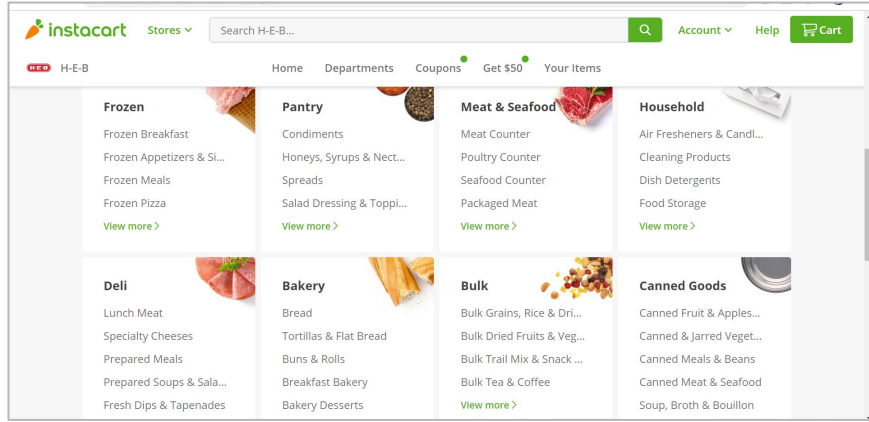 instacart Stores Search H-E-B... Account Help Cart
H-E-B H-E-B Home Departments Coupons Get $50 Your Items
Frozen
Frozen Breakfast
Frozen Appetizers & Si...
Frozen Meals
Frozen Pizza
View more
Pantry
Condiments
Honeys, Syrups & Nect...
Spreads
Salad Dressing & Toppi...
View more
Meat & Seafood
Meat Counter
Poultry Counter
Seafood Counter
Packaged Meat
View more
Household
Air Fresheners & Candl...
Cleaning Products
Dish Detergents
Food Storage
View more
Deli
Lunch Meat
Specialty Cheeses
Prepared Meals
Prepared Soups & Sala...
Fresh Dips & Tapenades
Bakery
Bread
Tortillas & Flat Bread
Buns & Rolls
Breakfast Bakery
Bakery Desserts
Bulk
Bulk Grains, Rice & Dri...
Bulk Dried Fruits & Veg...
Bulk Trail Mix & Snack ...
Bulk Tea & Coffee
View more
Canned Goods
Canned Fruit & Apples...
Canned & Jarred Veget...
Canned Meals & Beans
Canned Meat & Seafood
Soup, Broth & Bouillon